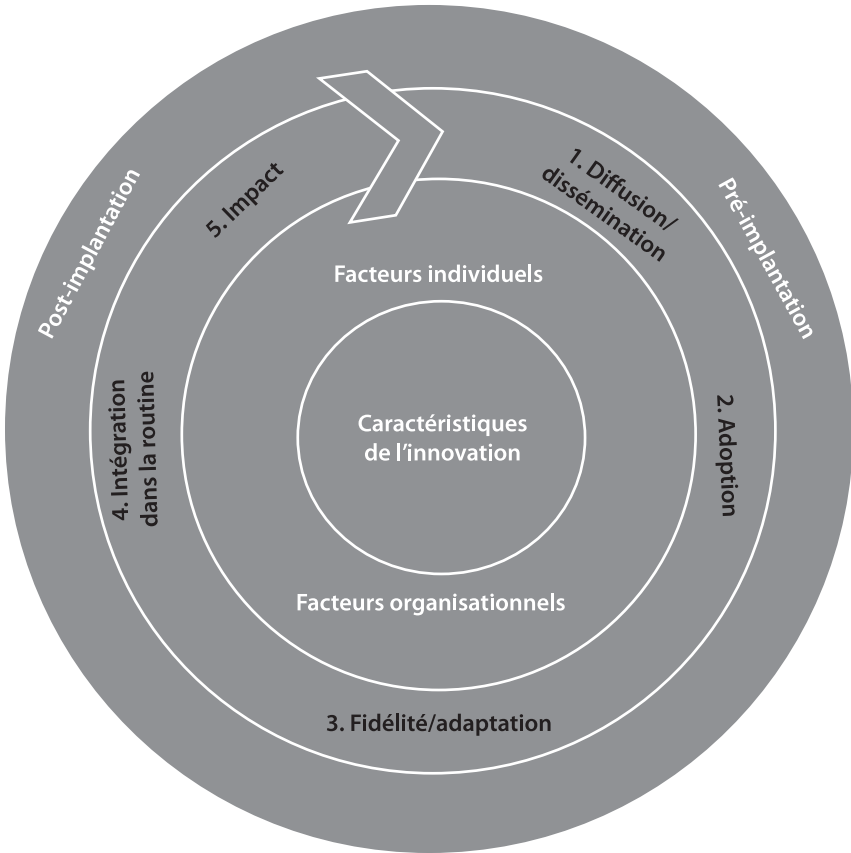 Pré-implantation
Post-implantation
1. Diffusion/
dissémination
2. Adoption
3. Fidélité/adaptation
4. Intégration
dans la routine
5. Impact
Facteurs individuels
Caractéristiques
de l’innovation
Facteurs organisationnels